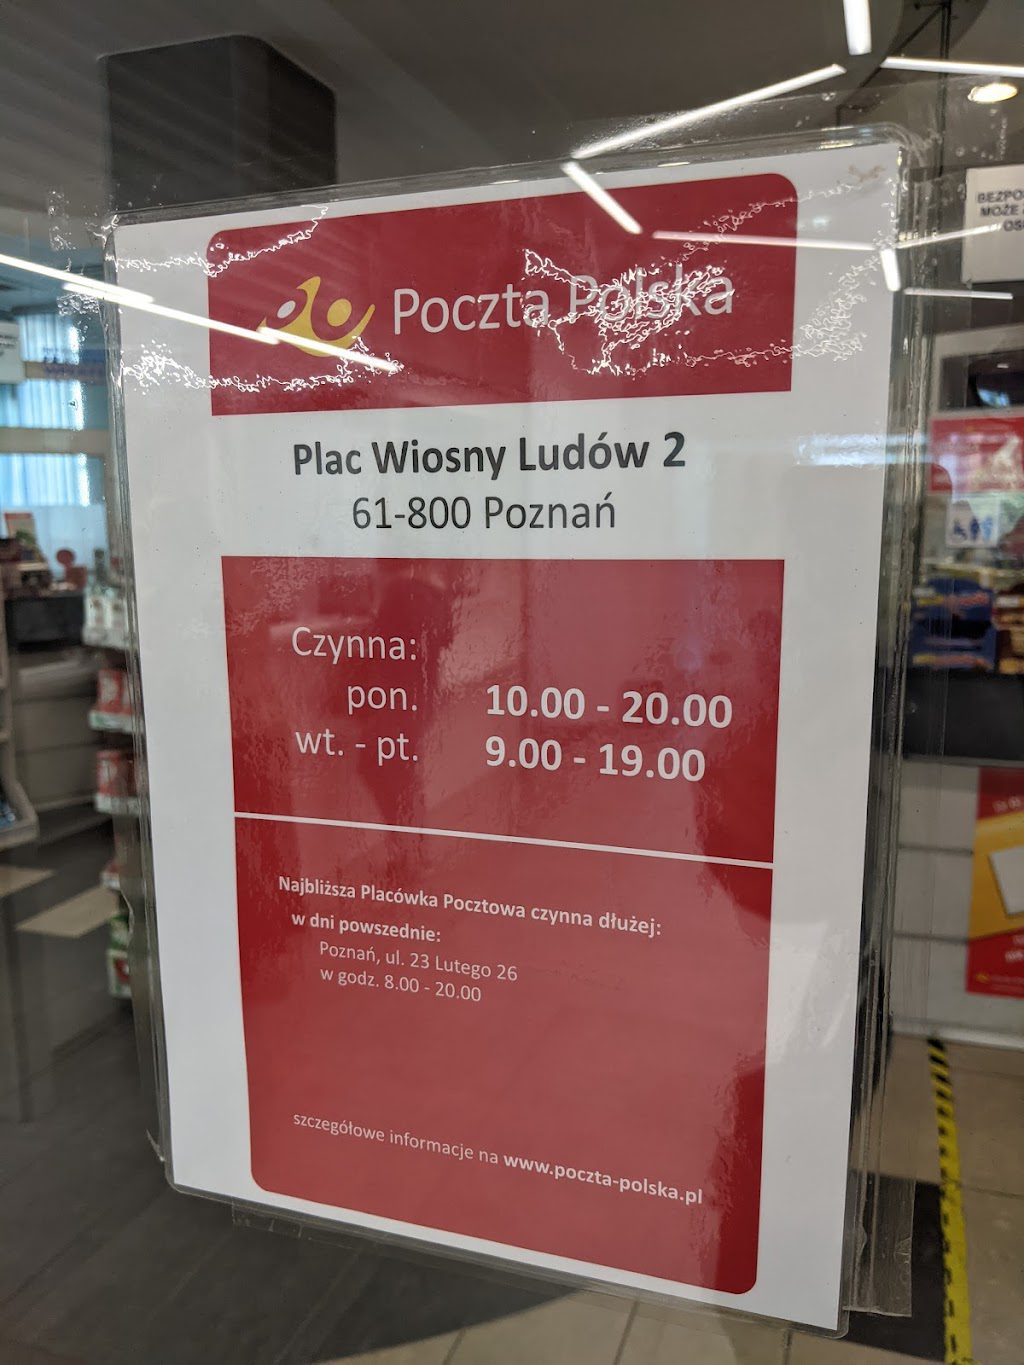 Poczta Polska
Plac Wiosny Ludów 2
61-800 Poznań
Czynna:
pon. 10.00 - 20.00
wt. - pt. 9.00 - 19.00
Najbliższa Placówka Pocztowa czynna dłużej:
w dni powszednie:
Poznań, ul. 23 Lutego 26
w godz. 8.00 - 20.00
szczegółowe informacje na www.poczta-polska.pl
MOŻE